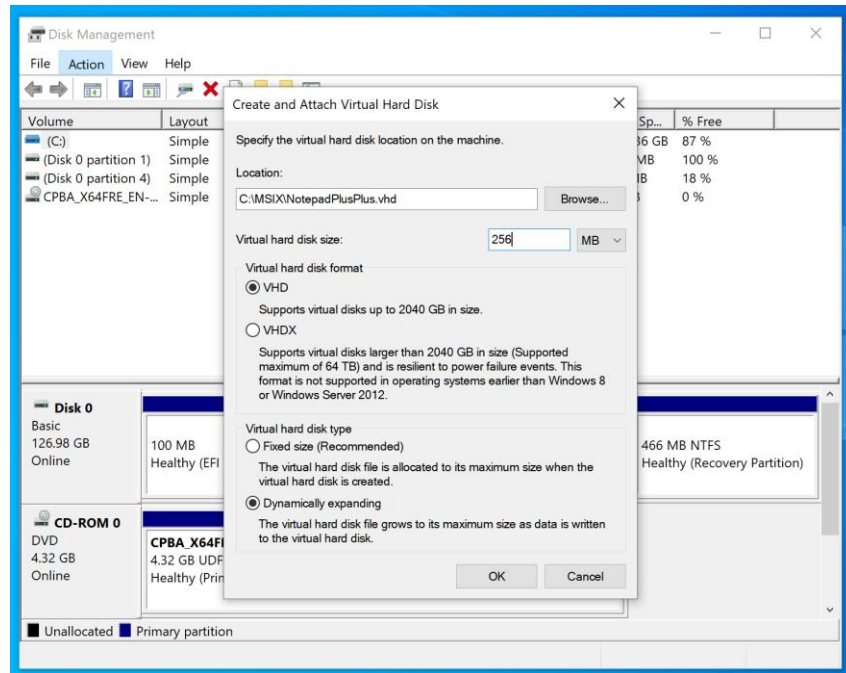 Disk Management
File Action View Help
Create and Attach Virtual Hard Disk
Volume Layout Sp... % Free
(C:) Simple 36 GB 87 %
(Disk 0 partition 1) Simple MB 100 %
(Disk 0 partition 4) Simple 18 %
CPBA_X64FRE_EN-... Simple 0 %
Specify the virtual hard disk location on the machine.
Location:
C:\MSIX\NotepadPlusPlus.vhd Browse...
Virtual hard disk size: 256 MB
Virtual hard disk format
VHD
Supports virtual disks up to 2040 GB in size.
VHDX
Supports virtual disks larger than 2040 GB in size (Supported
maximum of 64 TB) and is resilient to power failure events. This
format is not supported in operating systems earlier than Windows 8
or Windows Server 2012.
Virtual hard disk type
Fixed size (Recommended)
The virtual hard disk file is allocated to its maximum size when the
virtual hard disk is created.
Dynamically expanding
The virtual hard disk file grows to its maximum size as data is written
to the virtual hard disk.
OK Cancel
Disk 0
Basic
126.98 GB
Online
100 MB
Healthy (EFI
466 MB NTFS
Healthy (Recovery Partition)
CD-ROM 0
DVD
4.32 GB
Online
CPBA_X64F
4.32 GB UDF
Healthy (Prin
Unallocated Primary partition